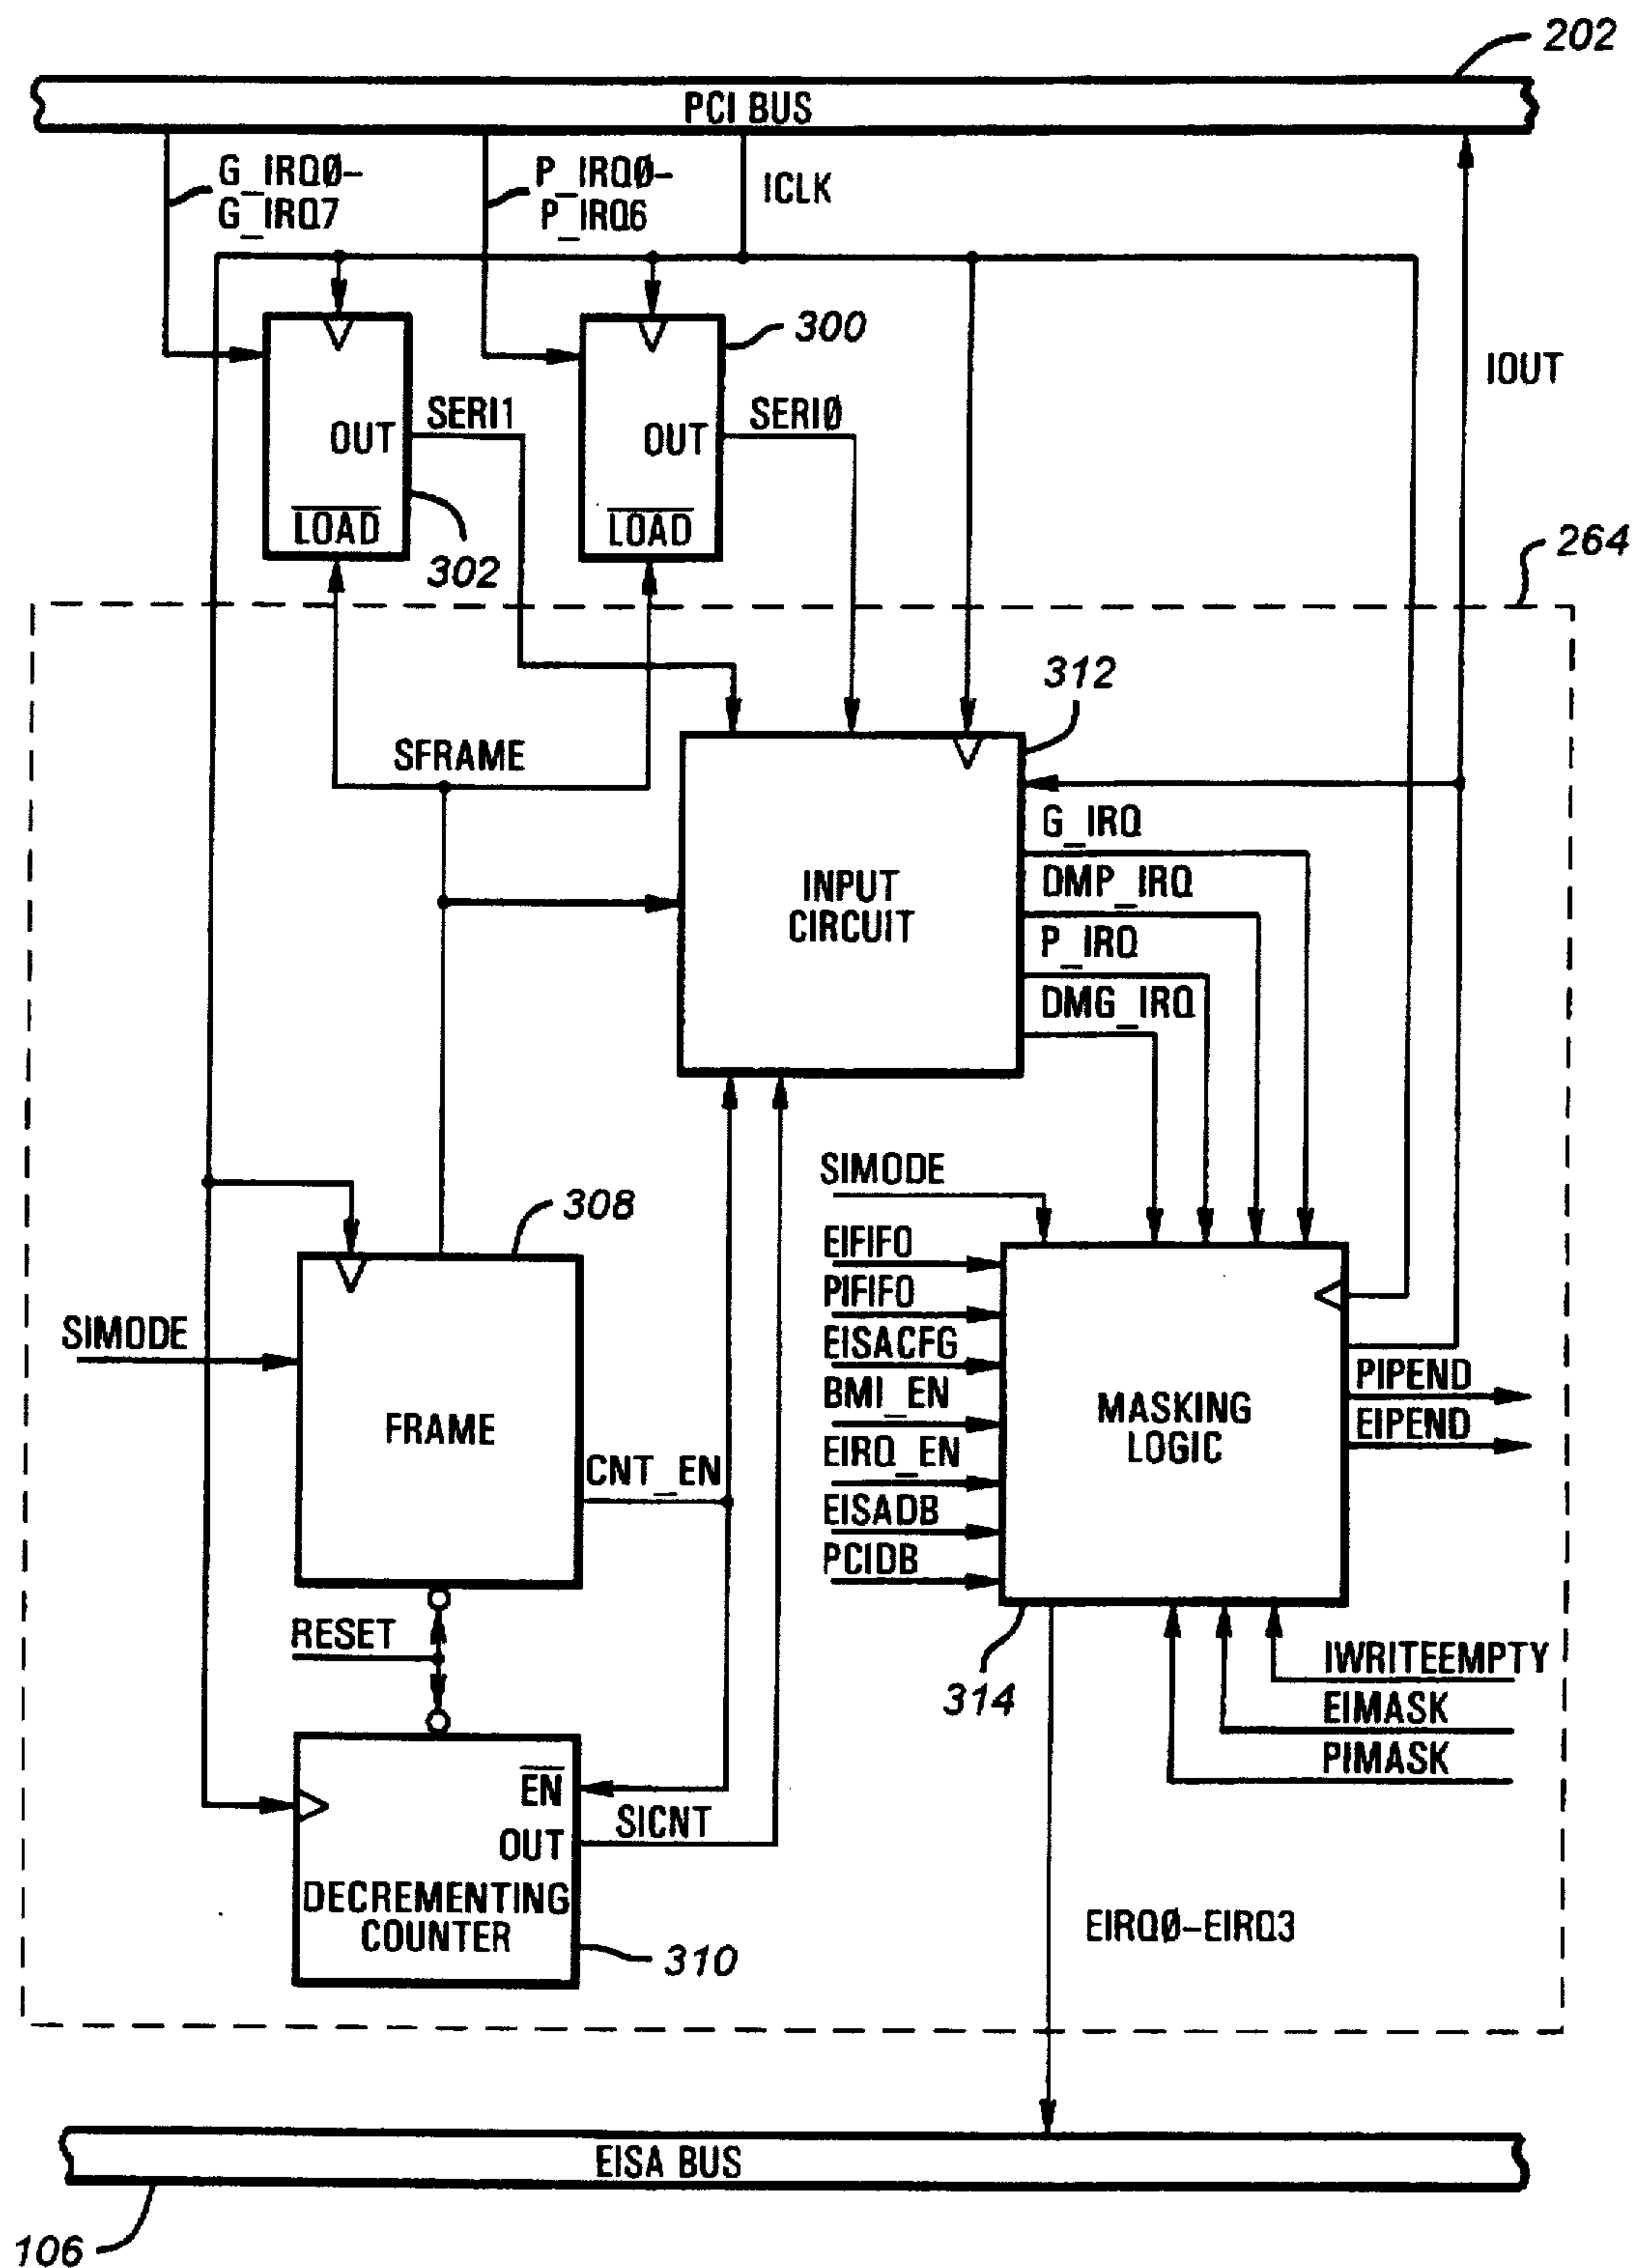 202
PCI BUS
G_IRQØ-
G_IRQ7
P_IRQØ-
P_IRQ6
ICLK
IOUT
300
OUT
SERI1
OUT
SERIØ
LOAD
302
LOAD
264
312
SFRAME
INPUT
CIRCUIT
G_IRQ
DMP_IRQ
P_IRQ
DMG_IRQ
SIMODE
308
EIFIFO
PIFIFO
SIMODE
EISACFG
BMI_EN
EIRQ_EN
EISADB
PCIDB
MASKING
LOGIC
PIPEND
EIPEND
FRAME
CNT_EN
RESET
314
IWRITEEMPTY
EIMASK
PIMASK
EN
OUT
SICNT
DECREMENTING
COUNTER
310
EIRQØ-EIRQ3
EISA BUS
106